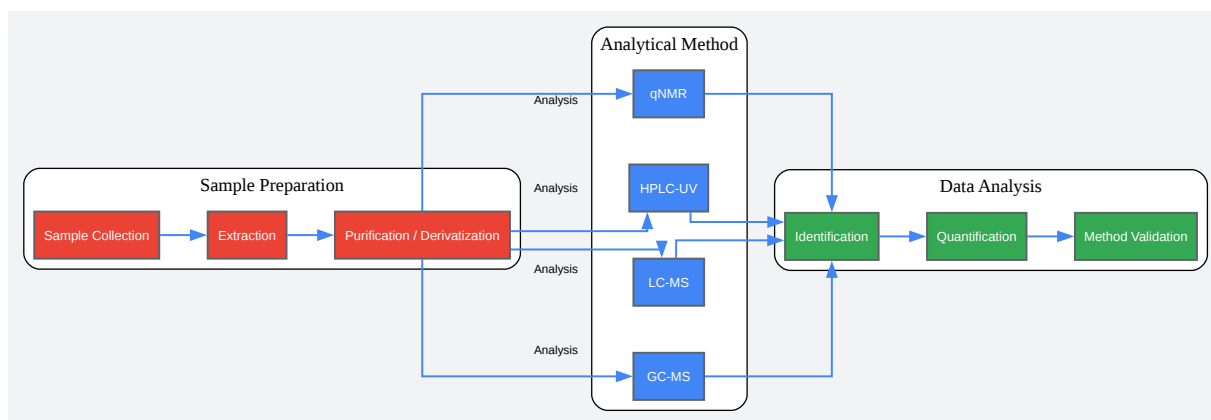 Analytical Method
qNMR
Analysis
HPLC-UV
Analysis
Sample Preparation
Sample Collection
Extraction
Purification / Derivatization
Data Analysis
Identification
Quantification
Method Validation
Analysis
LC-MS
Analysis
GC-MS